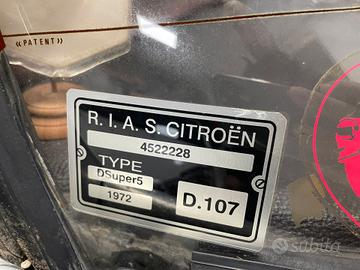 «PATENT»
R.I.A.S. CITROËN
4522228
TYPE
DSuper5
1972
D.107
subito